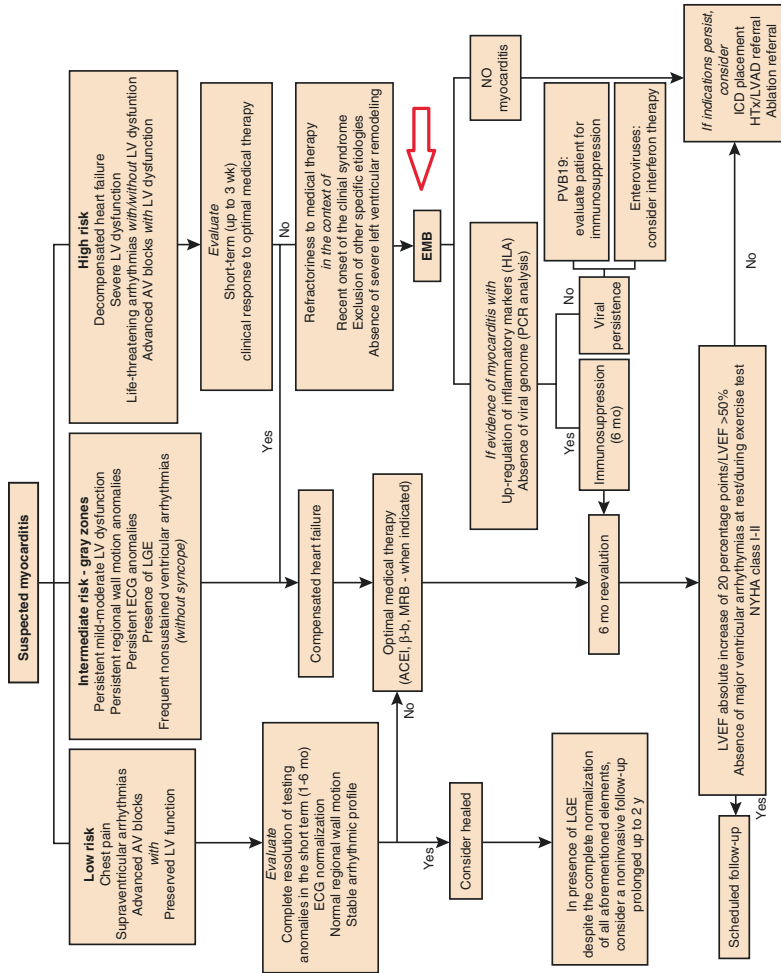 Suspected myocarditis
Low risk
Chest pain
Supraventricular arrhythmias
Advanced AV blocks
with
Preserved LV function
Intermediate risk - gray zones
Persistent mild-moderate LV dysfunction
Persistent regional wall motion anomalies
Persistent ECG anomalies
Presence of LGE
Frequent nonsustained ventricular arrhythmias
(without syncope)
High risk
Decompensated heart failure
Severe LV dysfunction
Life-threatening arrhythmias with/without LV dysfuntion
Advanced AV blocks with LV dysfunction
Evaluate
Complete resolution of testing
anomalies in the short term (1-6 mo)
ECG normalization
Normal regional wall motion
Stable arrhythmic profile
Evaluate
Short-term (up to 3 wk)
clinical response to optimal medical therapy
Yes
No
Compensated heart failure
Refractoriness to medical therapy
in the context of
Recent onset of the clinial syndrome
Exclusion of other specific etiologies
Absence of severe left ventricular remodeling
No
Yes
Consider healed
Optimal medical therapy
(ACEI, β-b, MRB - when indicated)
EMB
In presence of LGE
despite the complete normalization
of all aforementioned elements,
consider a noninvasive follow-up
prolonged up to 2 y
If evidence of myocarditis with
Up-regulation of inflammatory markers (HLA)
Absence of viral genome (PCR analysis)
NO
myocarditis
Yes
No
Immunosuppression
(6 mo)
Viral
persistence
PVB19:
evaluate patient for
immunosuppression
Enteroviruses:
consider interferon therapy
6 mo reevalution
LVEF absolute increase of 20 percentage points/LVEF >50%
Absence of major ventricular arrhythmyias at rest/during exercise test
NYHA class I-II
Yes
No
Scheduled follow-up
If indications persist,
consider
ICD placement
HTx/LVAD referral
Ablation referral